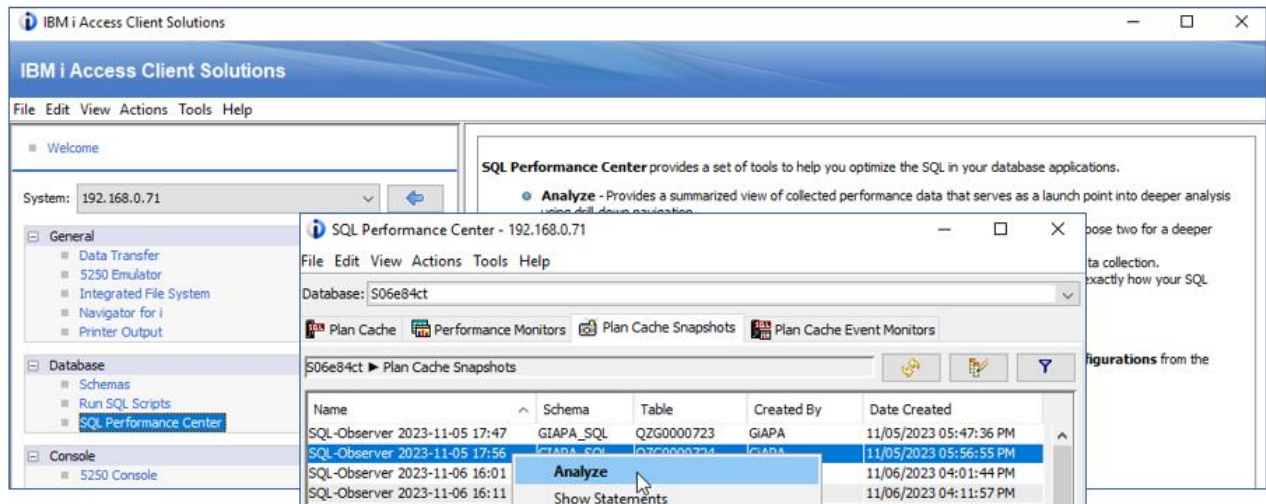 IBM i Access Client Solutions
IBM i Access Client Solutions
File Edit View Actions Tools Help
Welcome
System: 192.168.0.71
General
Data Transfer
5250 Emulator
Integrated File System
Navigator for i
Printer Output
Database
Schemas
Run SQL Scripts
SQL Performance Center
Console
5250 Console
SQL Performance Center provides a set of tools to help you optimize the SQL in your database applications.
Analyze - Provides a summarized view of collected performance data that serves as a launch point into deeper analysis
using drill-down navigation
pose two for a deeper
ta collection.
exactly how your SQL
figurations from the
SQL Performance Center - 192.168.0.71
File Edit View Actions Tools Help
Database: S06e84ct
Plan Cache Performance Monitors Plan Cache Snapshots Plan Cache Event Monitors
S06e84ct ► Plan Cache Snapshots
Name Schema Table Created By Date Created
SQL-Observer 2023-11-05 17:47 GIAPA_SQL QZG0000723 GiAPA 11/05/2023 05:47:36 PM
SQL-Observer 2023-11-05 17:56 GIAPA_SQL QZG0000724 GiAPA 11/05/2023 05:56:55 PM
SQL-Observer 2023-11-06 16:01 11/06/2023 04:01:44 PM
SQL-Observer 2023-11-06 16:11 11/06/2023 04:11:57 PM
Analyze
Show Statements